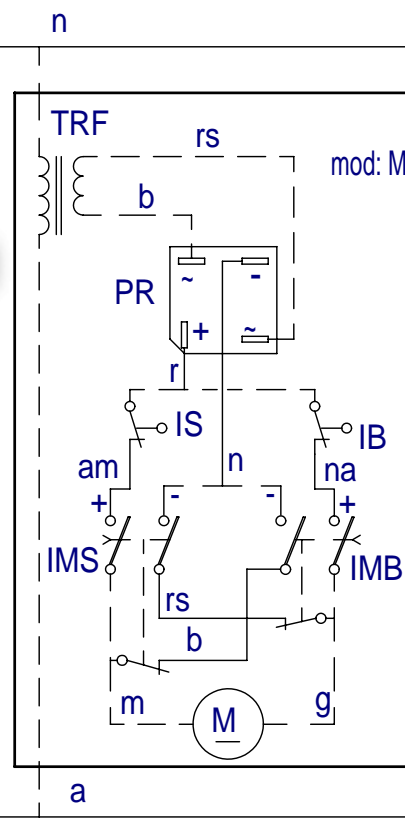 n
TRF
rs
mod: M
b
PR
~
-
+
~
r
IS
IB
am
n
na
+
-
-
+
IMS
IMB
rs
b
m
M
g
a